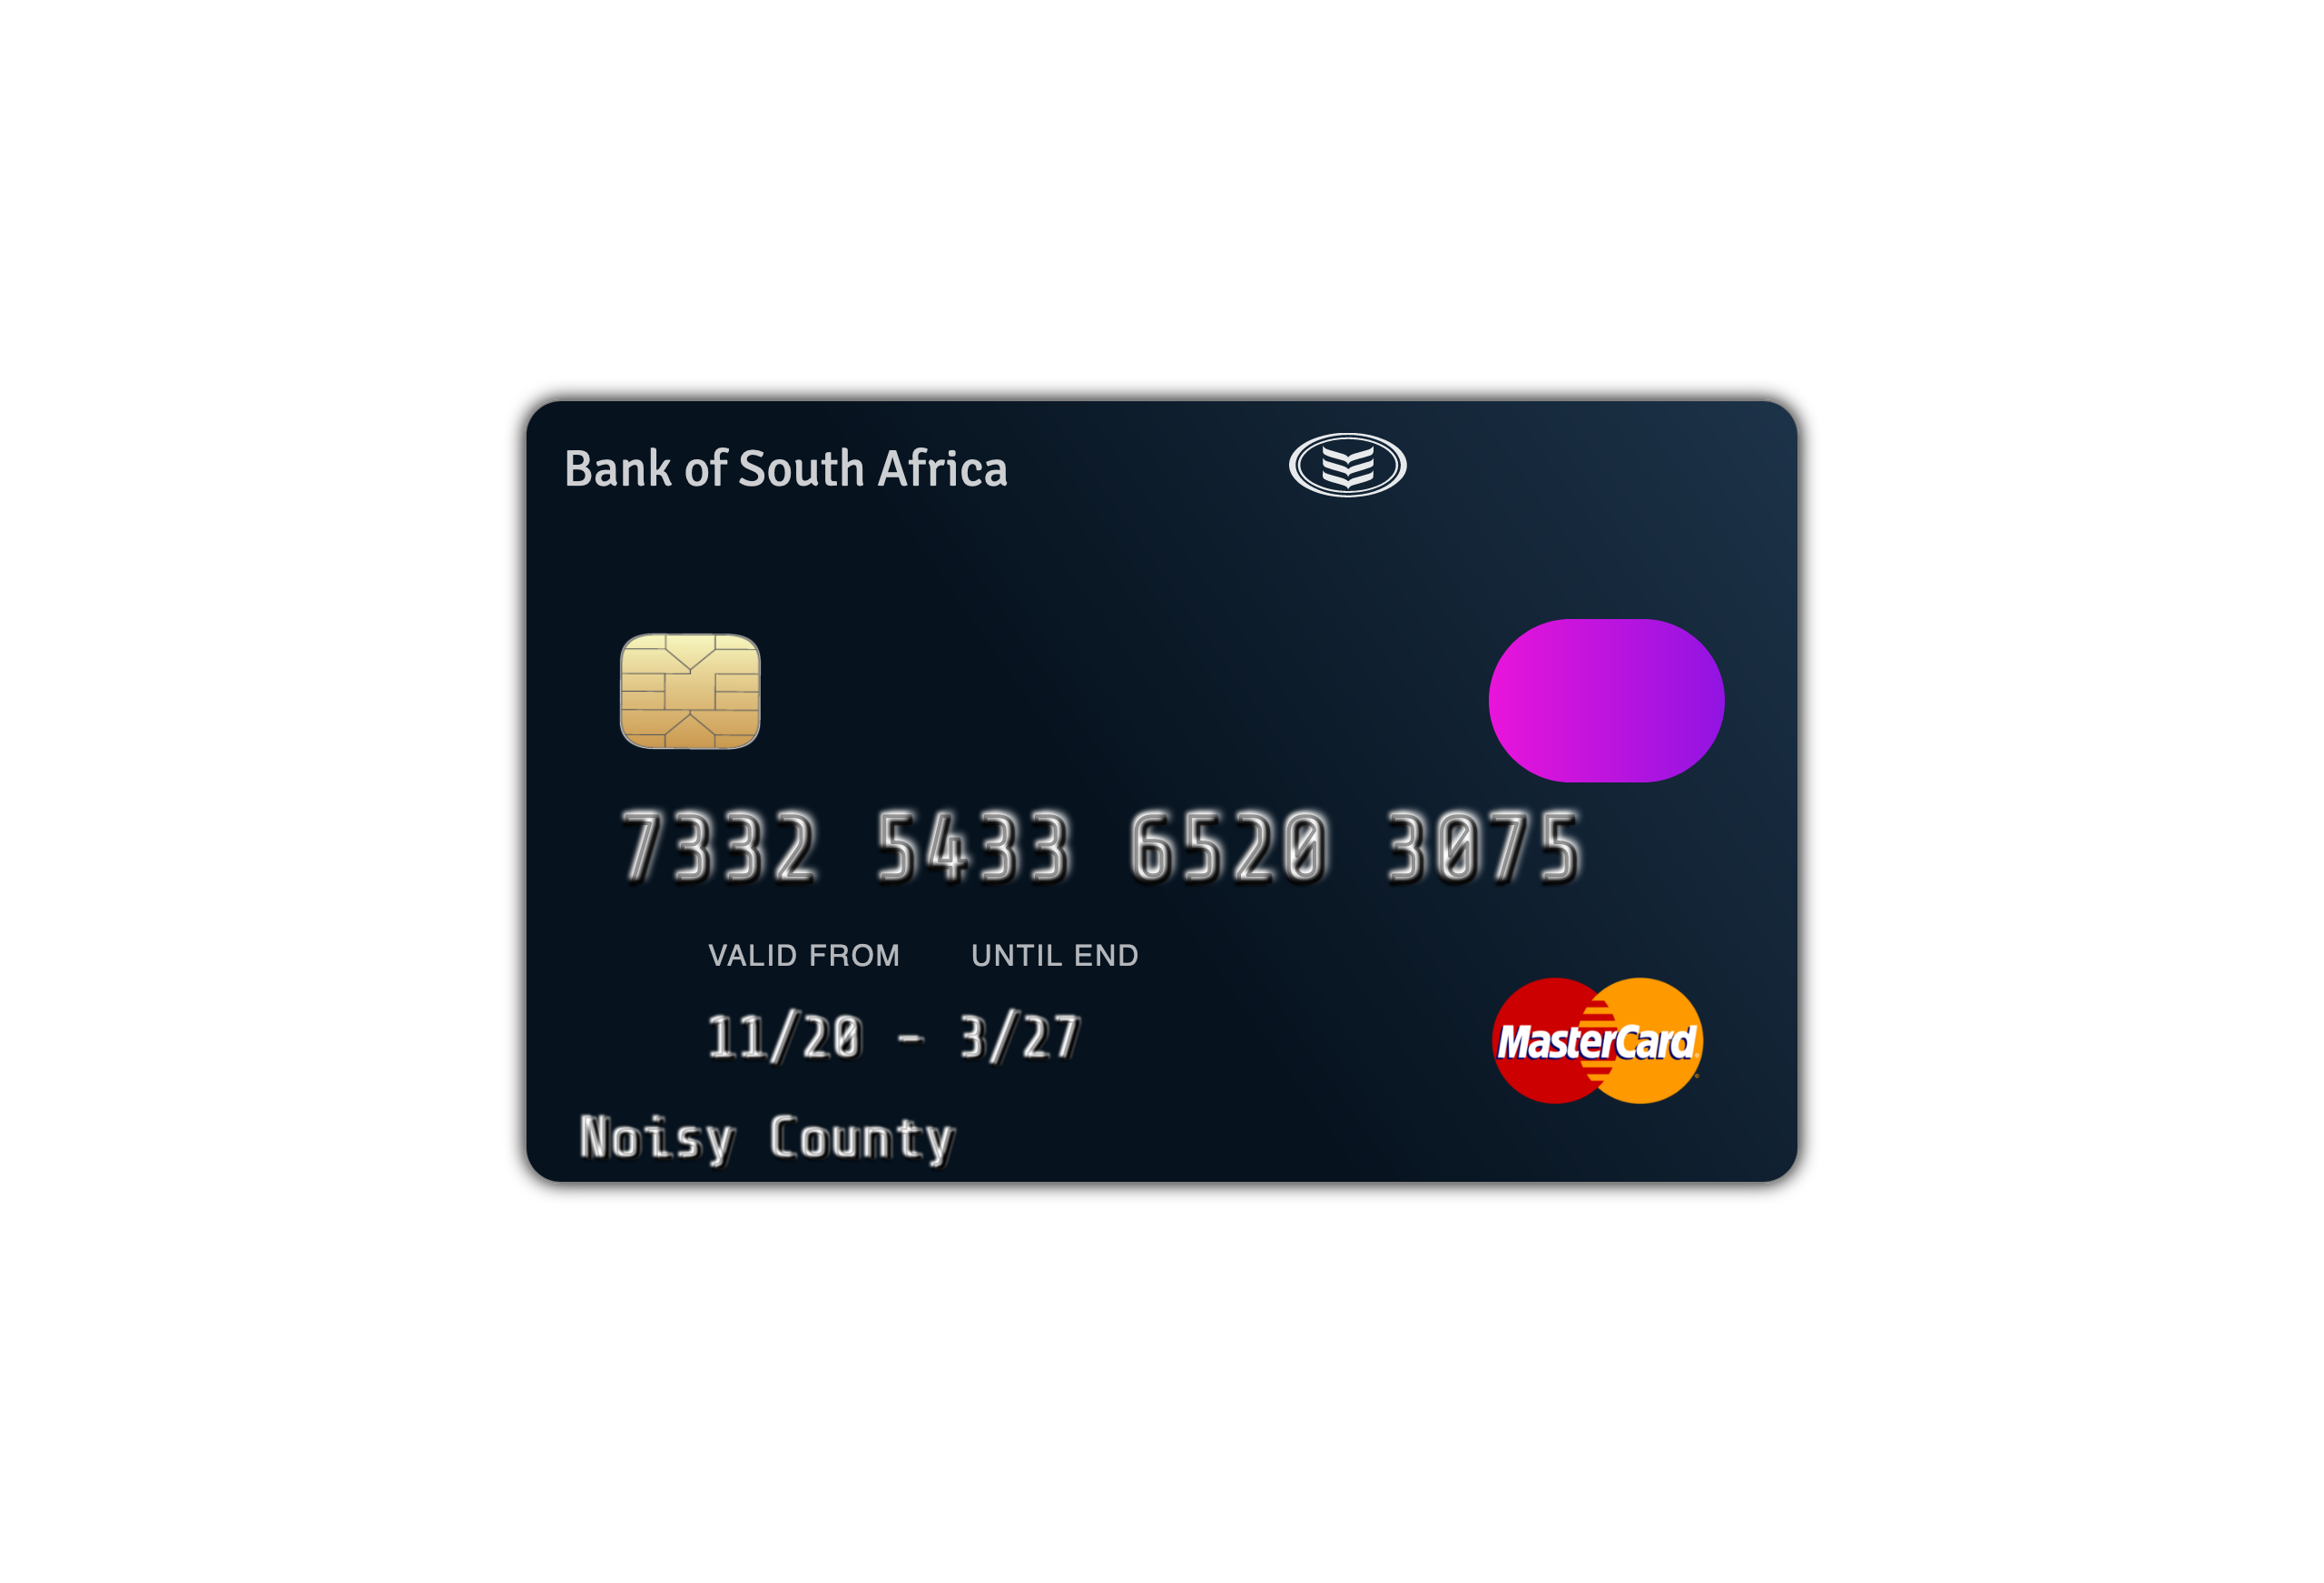 Bank of South Africa
7332 5433 6520 3075
VALID FROM UNTIL END
11/20 - 3/27
MasterCard
Noisy County